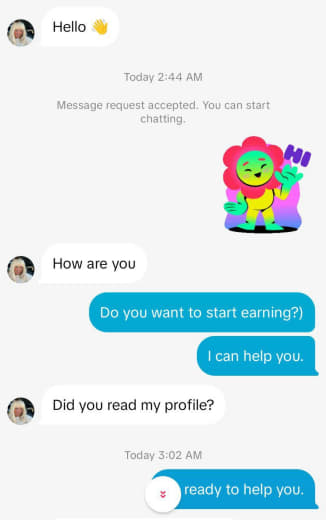 Hello 👋
Today 2:44 AM
Message request accepted. You can start
chatting.
HI
How are you
Do you want to start earning?)
I can help you.
Did you read my profile?
Today 3:02 AM
ready to help you.